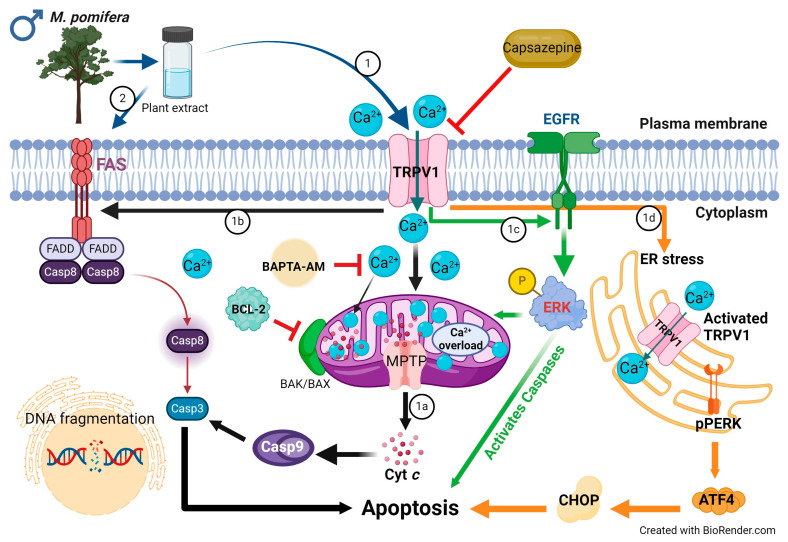 M. pomifera
Plant extract
1
2
Capsazepine
Ca²⁺
Ca²⁺
EGFR
Plasma membrane
FAS
TRPV1
Cytoplasm
1b
1c
1d
Ca²⁺
FADD
FADD
Casp8
Casp8
Ca²⁺
BAPTA-AM
Ca²⁺
Ca²⁺
ER stress
P
ERK
Ca²⁺
Activated
TRPV1
TRPV1
Ca²⁺
BCL-2
Ca²⁺
overload
MPTP
BAK/BAX
Casp8
Casp3
1a
Activates Caspases
pPERK
DNA fragmentation
Casp9
Cyt c
Apoptosis
CHOP
ATF4
Created with BioRender.com